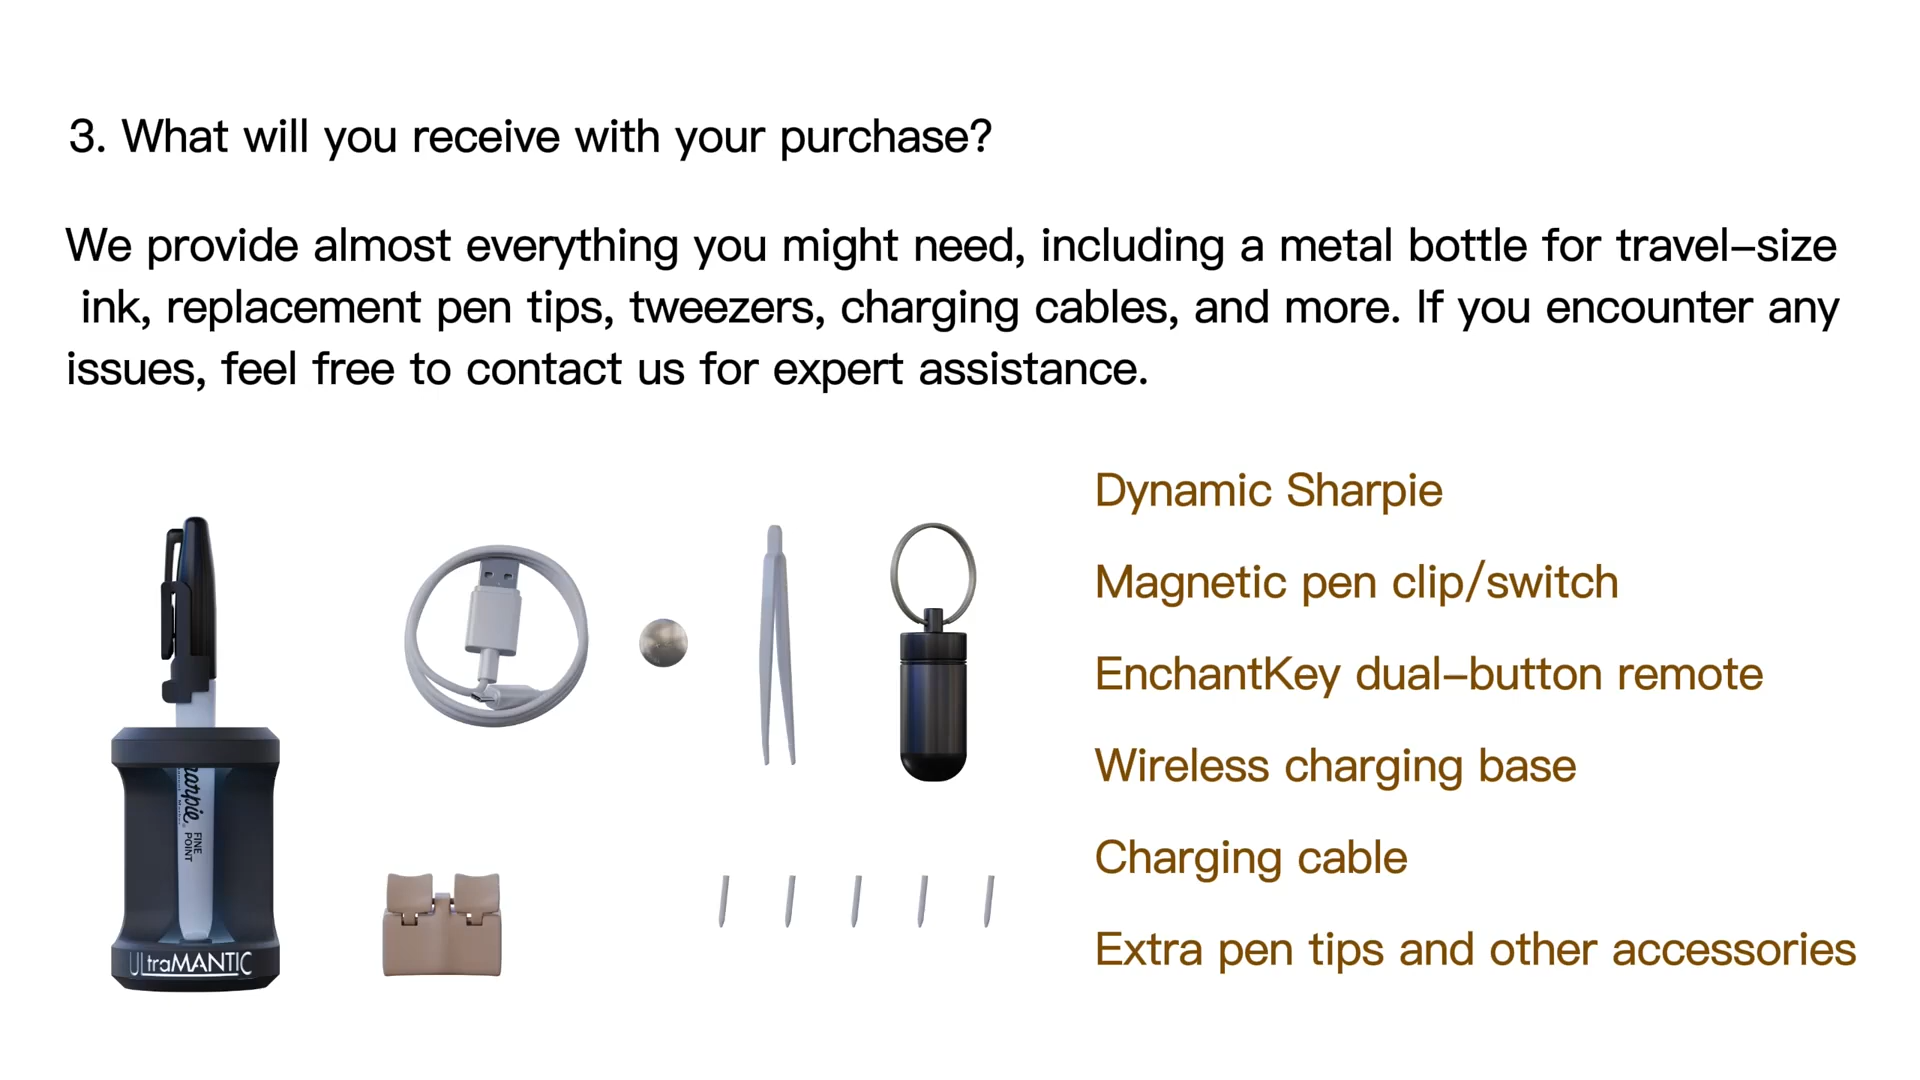 3. What will you receive with your purchase?
We provide almost everything you might need, including a metal bottle for travel–size
ink, replacement pen tips, tweezers, charging cables, and more. If you encounter any
issues, feel free to contact us for expert assistance.
Dynamic Sharpie
Magnetic pen clip/switch
EnchantKey dual–button remote
Wireless charging base
Charging cable
Extra pen tips and other accessories
arpie
FINE
POINT
ULtraMANTIC